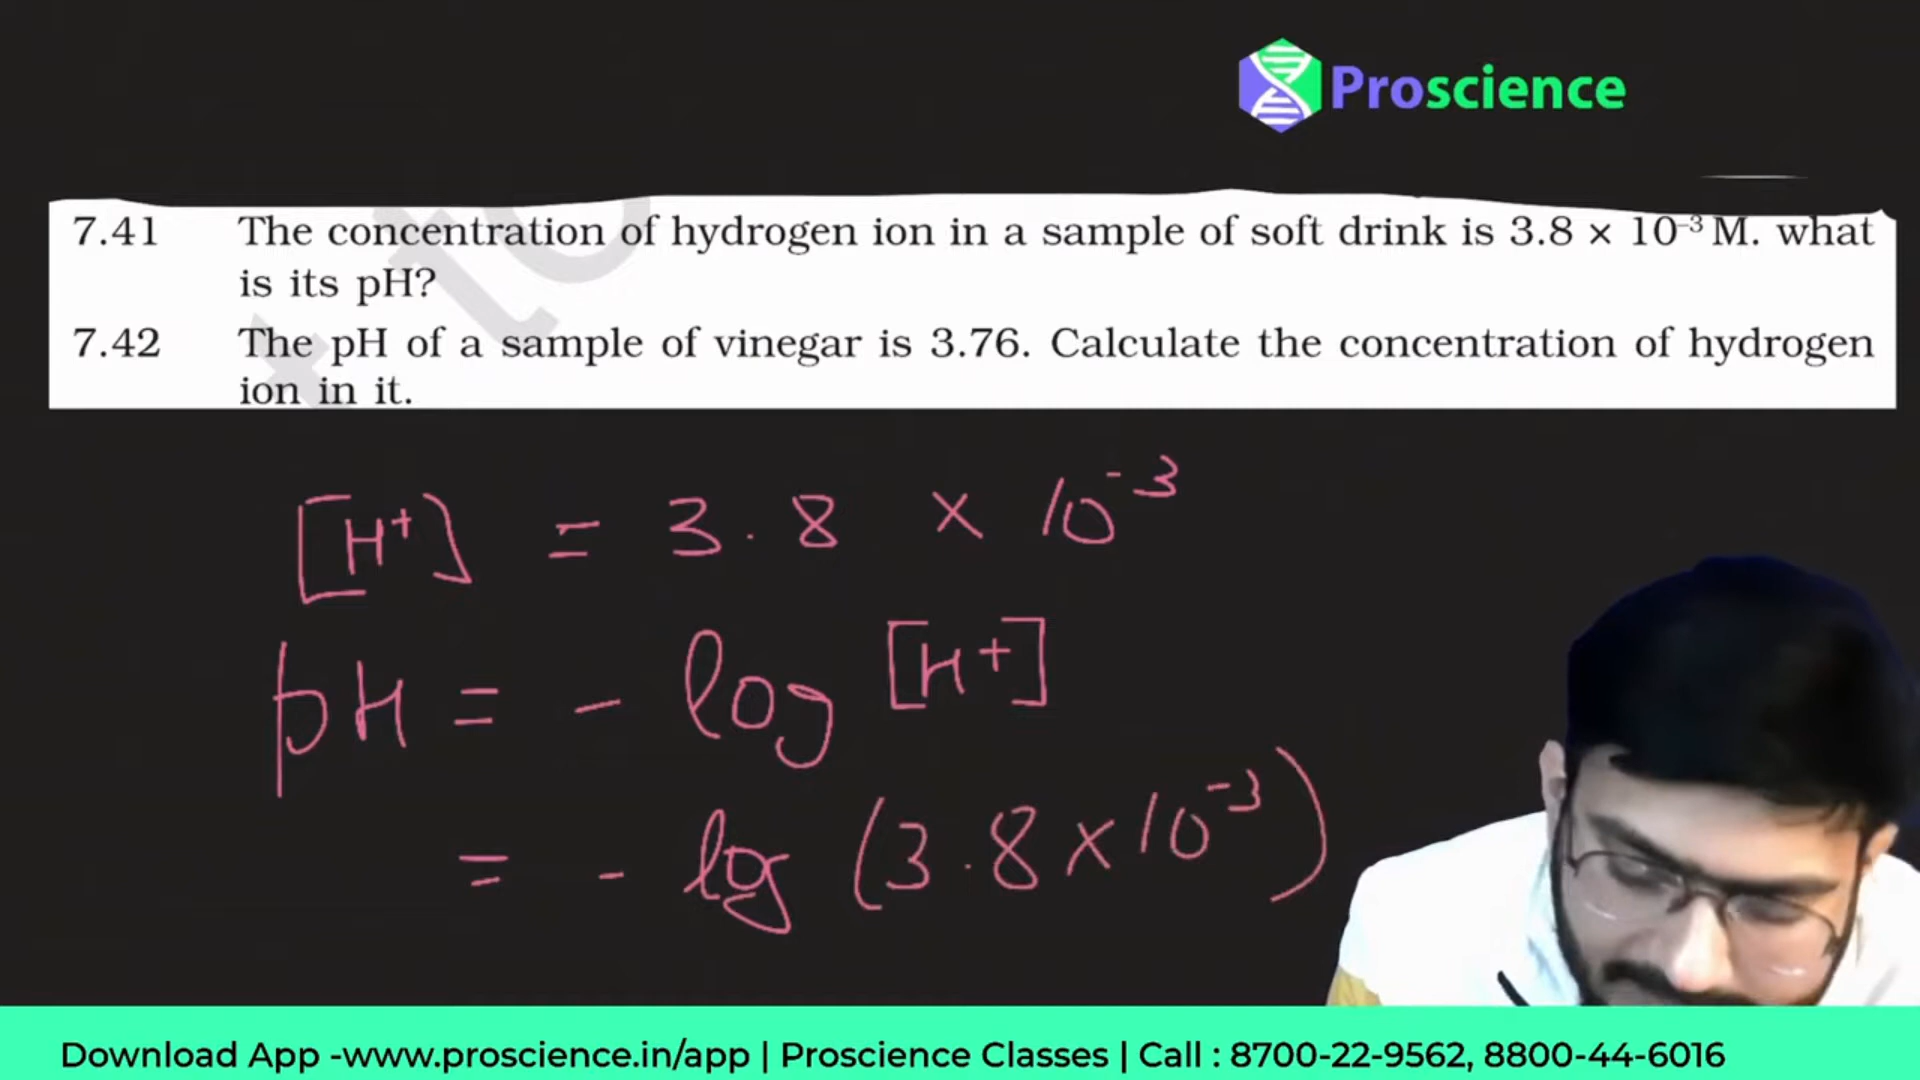 Proscience
7.41 The concentration of hydrogen ion in a sample of soft drink is 3.8 × 10⁻³ M. what
is its pH?
7.42 The pH of a sample of vinegar is 3.76. Calculate the concentration of hydrogen
ion in it.
[H⁺] = 3.8 × 10⁻³
pH = - log [H⁺]
= - log (3.8×10⁻³)
Download App -www.proscience.in/app | Proscience Classes | Call : 8700-22-9562, 8800-44-6016